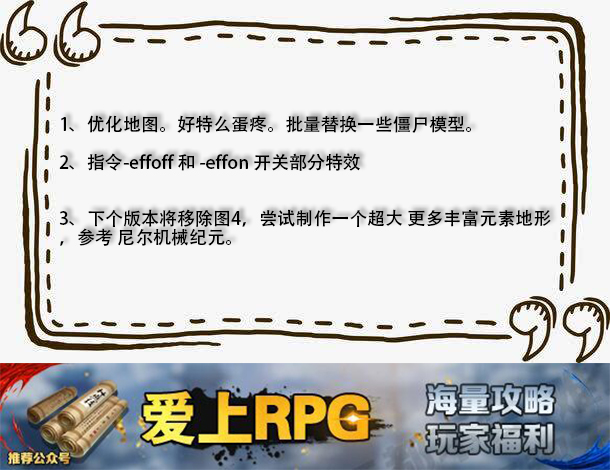 1、优化地图。好特么蛋疼。批量替换一些僵尸模型。
2、指令-effoff 和 -effon 开关部分特效
3、下个版本将移除图4，尝试制作一个超大 更多丰富元素地形
，参考 尼尔机械纪元。
爱上RPG
海量攻略
玩家福利
推荐公众号